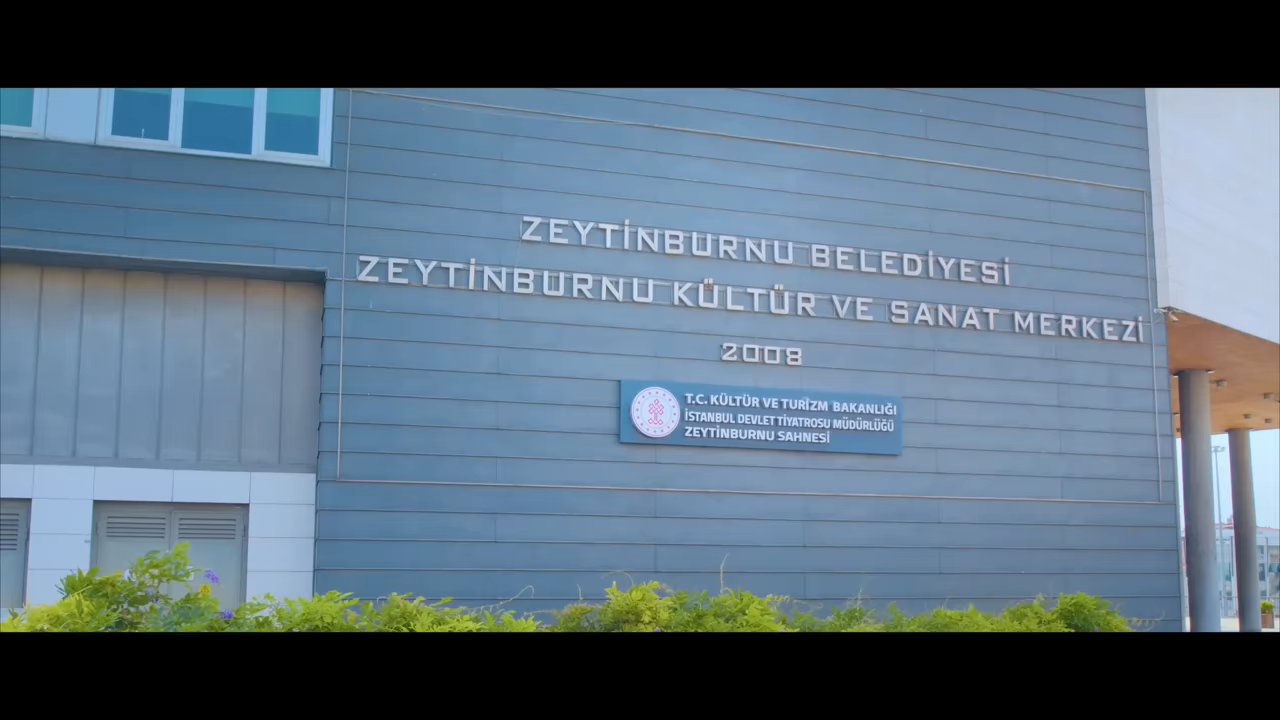 ZEYTİNBURNU BELEDİYESİ
ZEYTİNBURNU KÜLTÜR VE SANAT MERKEZİ
2008
T.C. KÜLTÜR VE TURİZM BAKANLIĞI
İSTANBUL DEVLET TİYATROSU MÜDÜRLÜĞÜ
ZEYTİNBURNU SAHNESİ